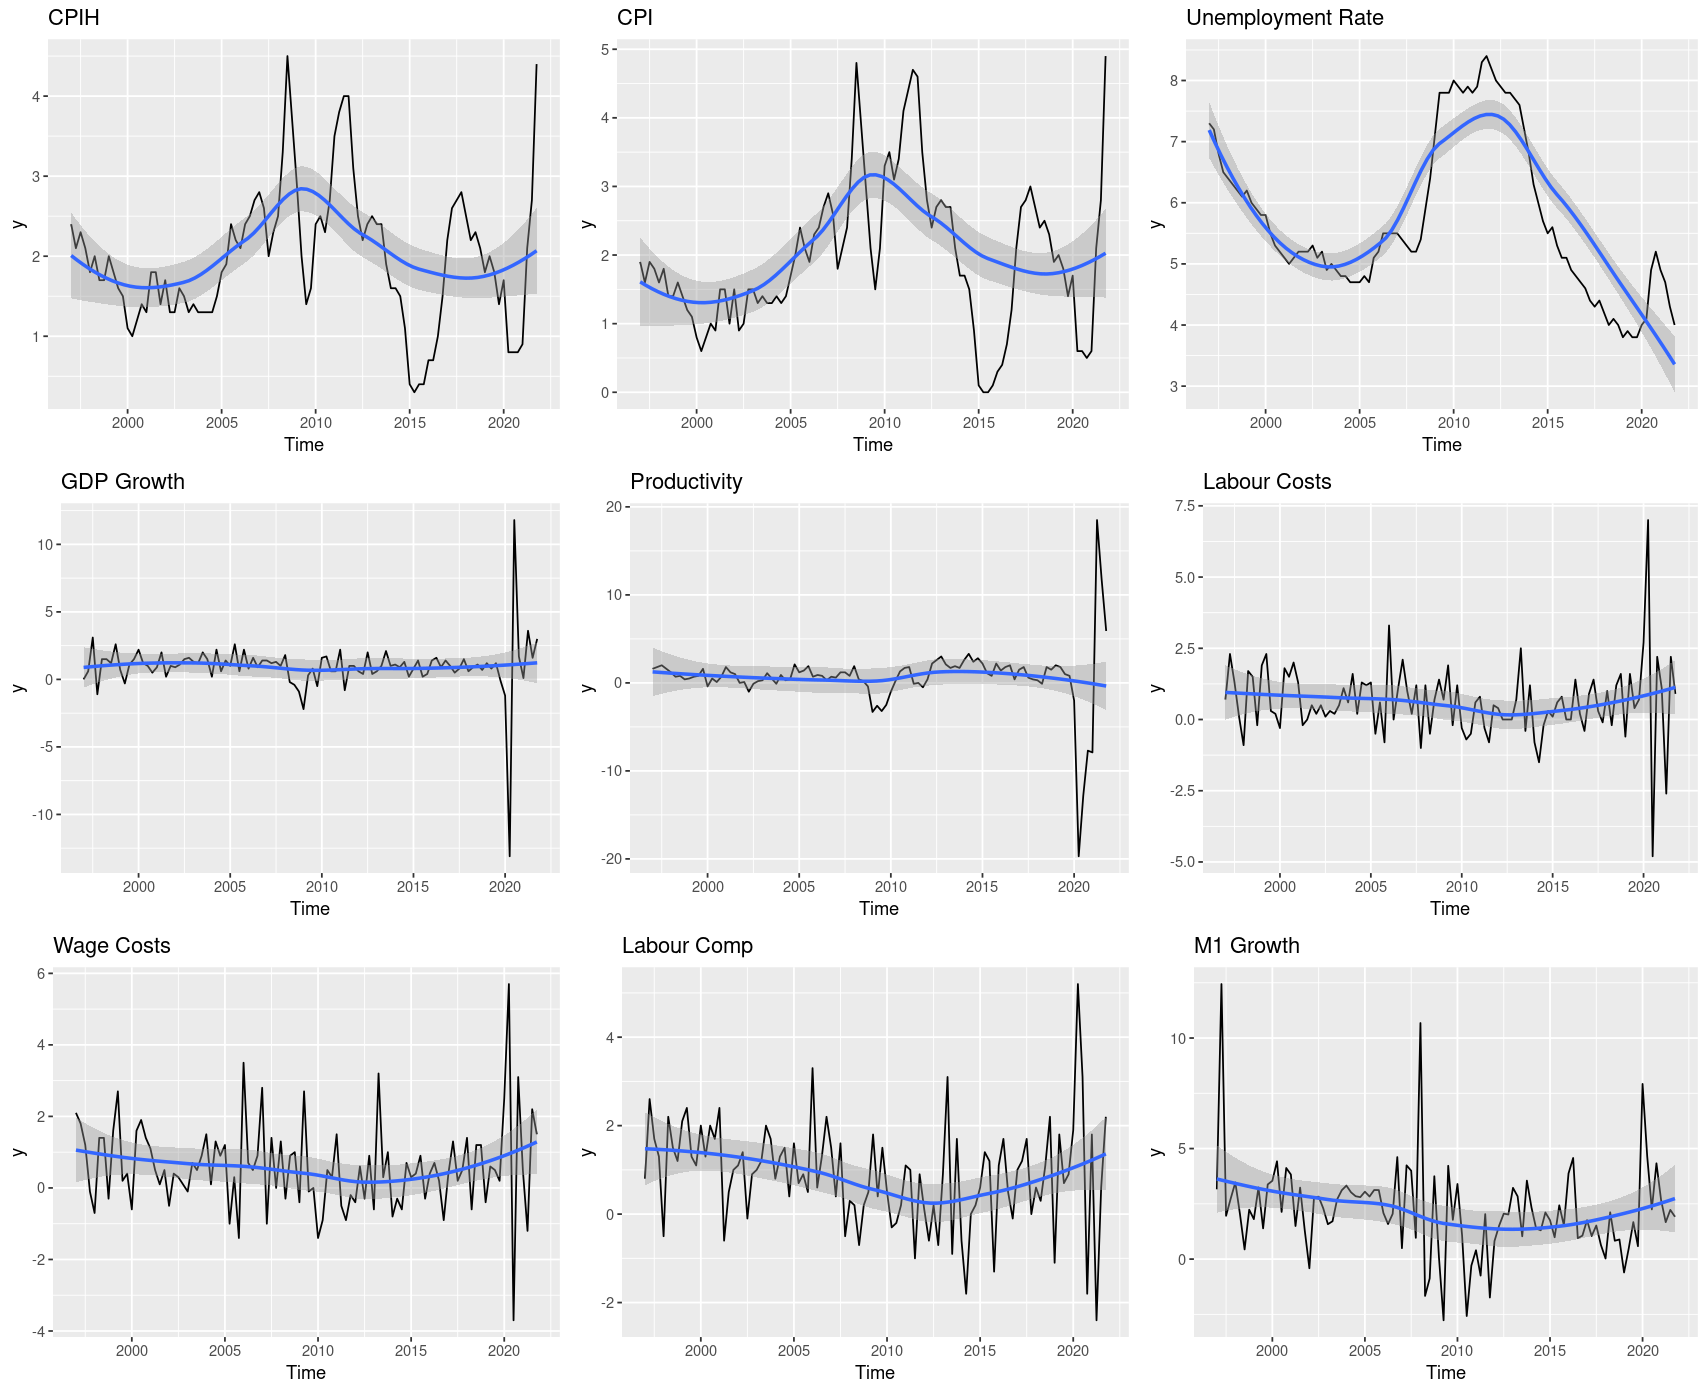 CPIH
CPI
Unemployment Rate
4
3
2
1
y
2000 2005 2010 2015 2020
Time
5
4
3
2
1
0
y
2000 2005 2010 2015 2020
Time
8
7
6
5
4
3
y
2000 2005 2010 2015 2020
Time
GDP Growth
Productivity
Labour Costs
10
5
0
-5
-10
y
2000 2005 2010 2015 2020
Time
20
10
0
-10
-20
y
2000 2005 2010 2015 2020
Time
7.5
5.0
2.5
0.0
-2.5
-5.0
y
2000 2005 2010 2015 2020
Time
Wage Costs
Labour Comp
M1 Growth
6
4
2
0
-2
-4
y
2000 2005 2010 2015 2020
Time
4
2
0
-2
y
2000 2005 2010 2015 2020
Time
10
5
0
y
2000 2005 2010 2015 2020
Time